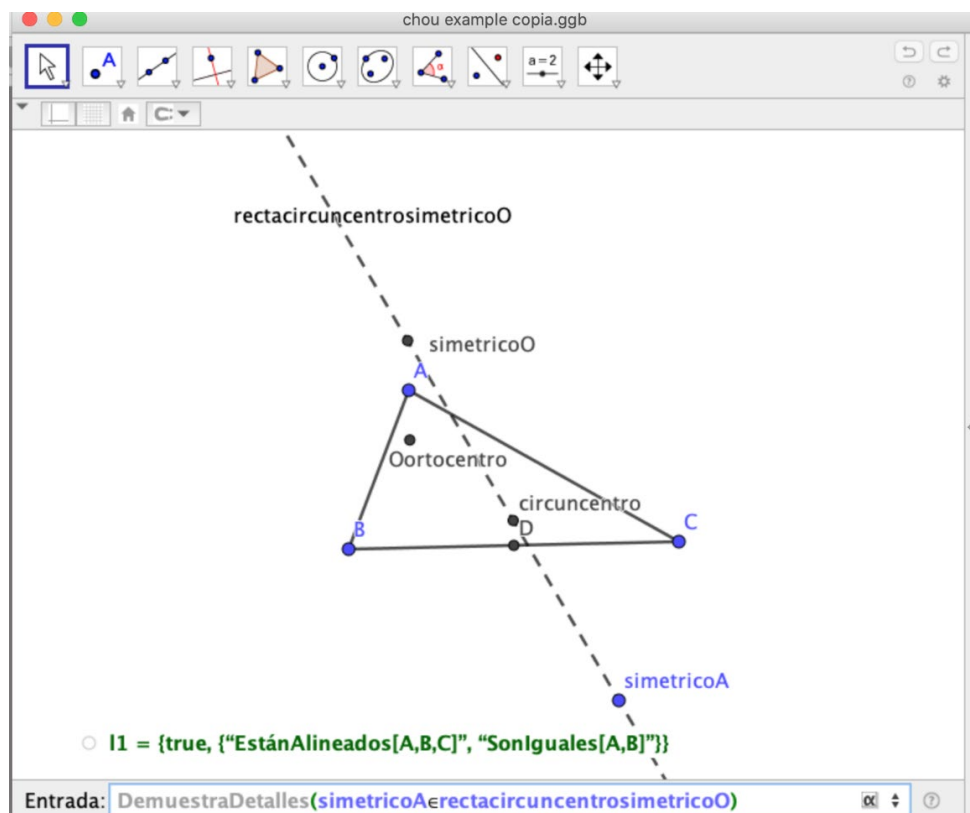 chou example copia.ggb
A
α
a=2
rectacircuncentrosimetricoO
simetricoO
A
Oortocentro
circuncentro
D
B
C
simetricoA
l1 = {true, {“EstánAlineados[A,B,C]”, “SonIguales[A,B]”}}
Entrada: DemuestraDetalles(simetricoA∊rectacircuncentrosimetricoO) α